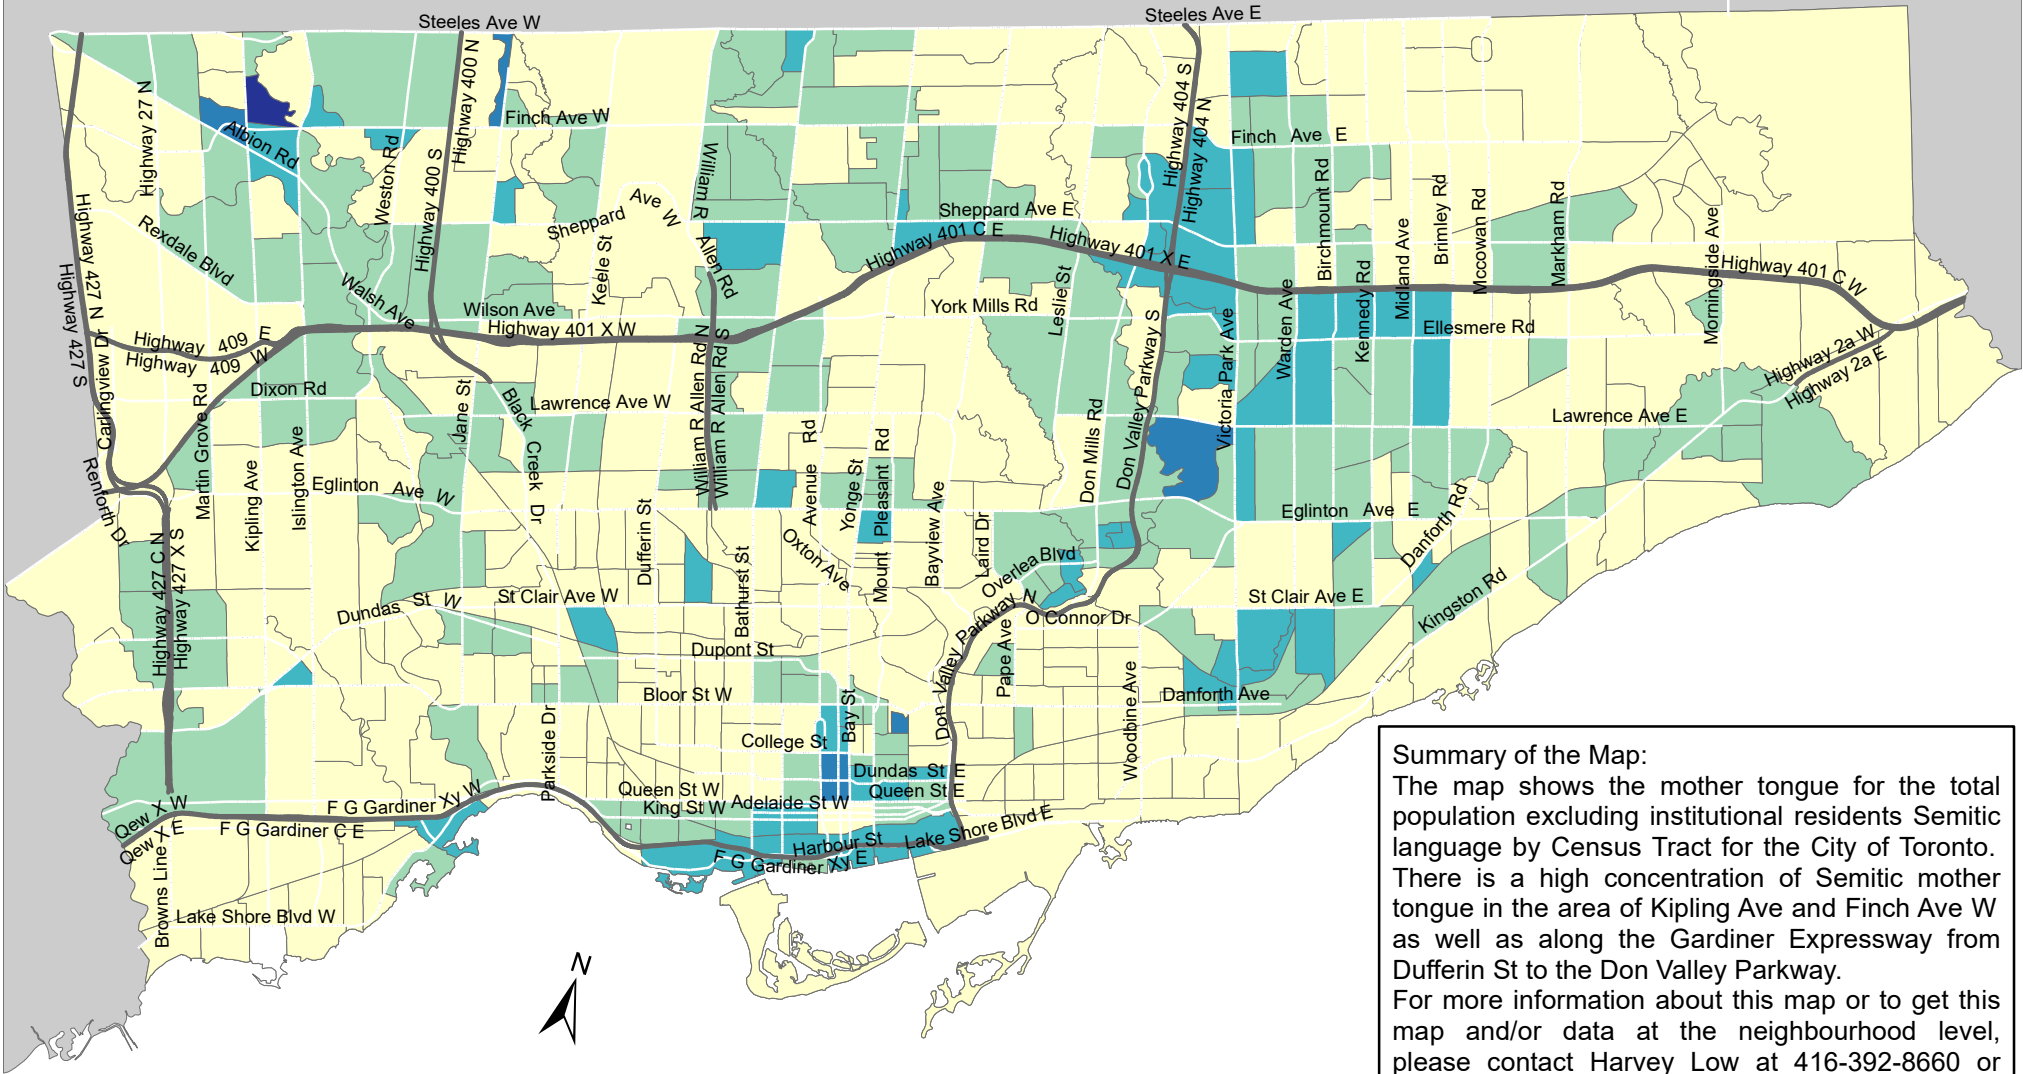 Steeles Ave W
Steeles Ave E
Highway 27 N
Highway 400 N
Finch Ave W
Highway 404 S
Highway 404 N
Finch Ave E
Albion Rd
Weston Rd
Highway 400 S
William R
Allen Rd
Birchmount Rd
Sheppard Ave W
Sheppard Ave E
Keele St
Midland Ave
Brimley Rd
Mccowan Rd
Markham Rd
Morningside Ave
Highway 427 N
Highway 427 S
Rexdale Blvd
Walsh Ave
Wilson Ave
Highway 401 C E
Highway 401 X E
Highway 401 C W
York Mills Rd
Leslie St
Kennedy Rd
Warden Ave
Ellesmere Rd
Highway 401 X W
Highway 409 E
Highway 409 W
Carlingview Dr
Highway 2a W
Highway 2a E
Dixon Rd
Martin Grove Rd
Jane St
Black Creek Dr
Lawrence Ave W
William R Allen Rd N
William R Allen Rd S
Don Mills Rd
Don Valley Parkway S
Victoria Park Ave
Lawrence Ave E
Renforth Dr
Kipling Ave
Islington Ave
Eglinton Ave W
Dufferin St
Bathurst St
Avenue Rd
Yonge St
Mount Pleasant Rd
Oxton Ave
Bayview Ave
Laird Dr
Eglinton Ave E
Danforth Rd
Highway 427 C N
Highway 427 X S
Overlea Blvd
Dundas St W
St Clair Ave W
St Clair Ave E
Kingston Rd
Don Valley Parkway N
O Connor Dr
Dupont St
Pape Ave
Woodbine Ave
Bloor St W
Danforth Ave
Parkside Dr
Bay St
College St
Dundas St E
Queen St W
Queen St E
King St W
Adelaide St W
Qew X W
Qew X E
F G Gardiner Xy W
F G Gardiner C E
Harbour St
Lake Shore Blvd E
F G Gardiner Xy E
Browns Line
Lake Shore Blvd W
N
Summary of the Map:
The map shows the mother tongue for the total
population excluding institutional residents Semitic
language by Census Tract for the City of Toronto.
There is a high concentration of Semitic mother
tongue in the area of Kipling Ave and Finch Ave W
as well as along the Gardiner Expressway from
Dufferin St to the Don Valley Parkway.
For more information about this map or to get this
map and/or data at the neighbourhood level,
please contact Harvey Low at 416-392-8660 or